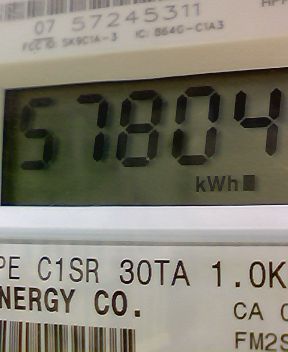 07 57245311
FCC ID: SK9C1A-3 IC: 864G-C1A3
57804
kWh
PE C1SR 30TA 1.0K
NERGY CO.
CA
FM2S